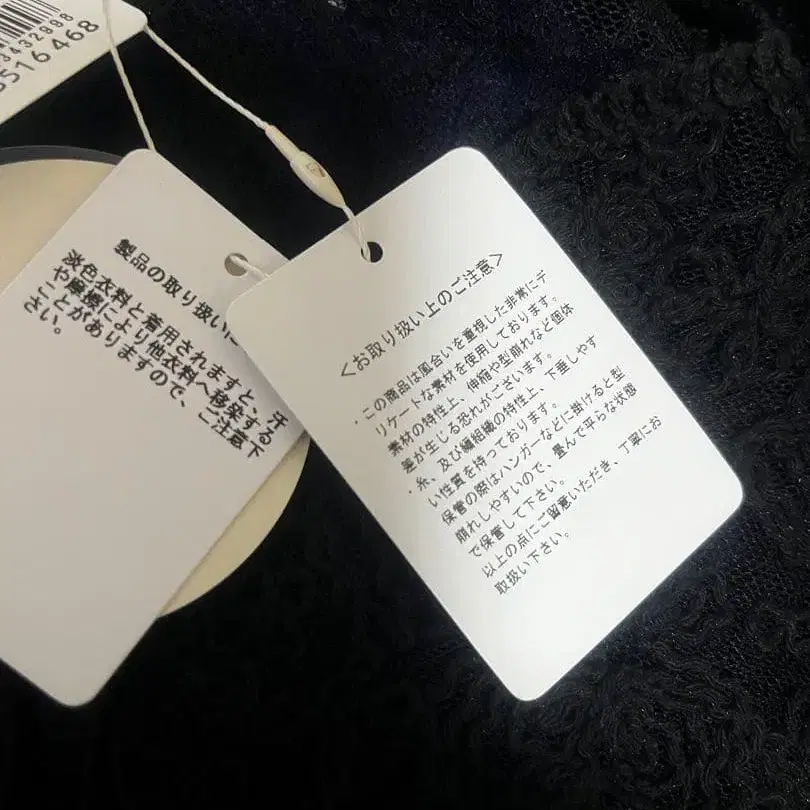 3432998
3516468
製品の取り扱いに
淡色衣料と着用されますと、汗
や摩擦により他衣料へ移染する
ことがありますので、ご注意下
さい。
<お取り扱い上のご注意>
・この商品は風合いを重視した非常にデ
リケートな素材を使用しております。
素材の特性上、伸縮や型崩れなど個体
差が生じる恐れがございます。
・糸、及び編組織の特性上、下垂しやす
い性質を持っております。
保管の際はハンガーなどに掛けると型
崩れしやすいので、畳んで平らな状態
で保管して下さい。
以上の点にご留意いただき、丁寧にお
取扱い下さい。